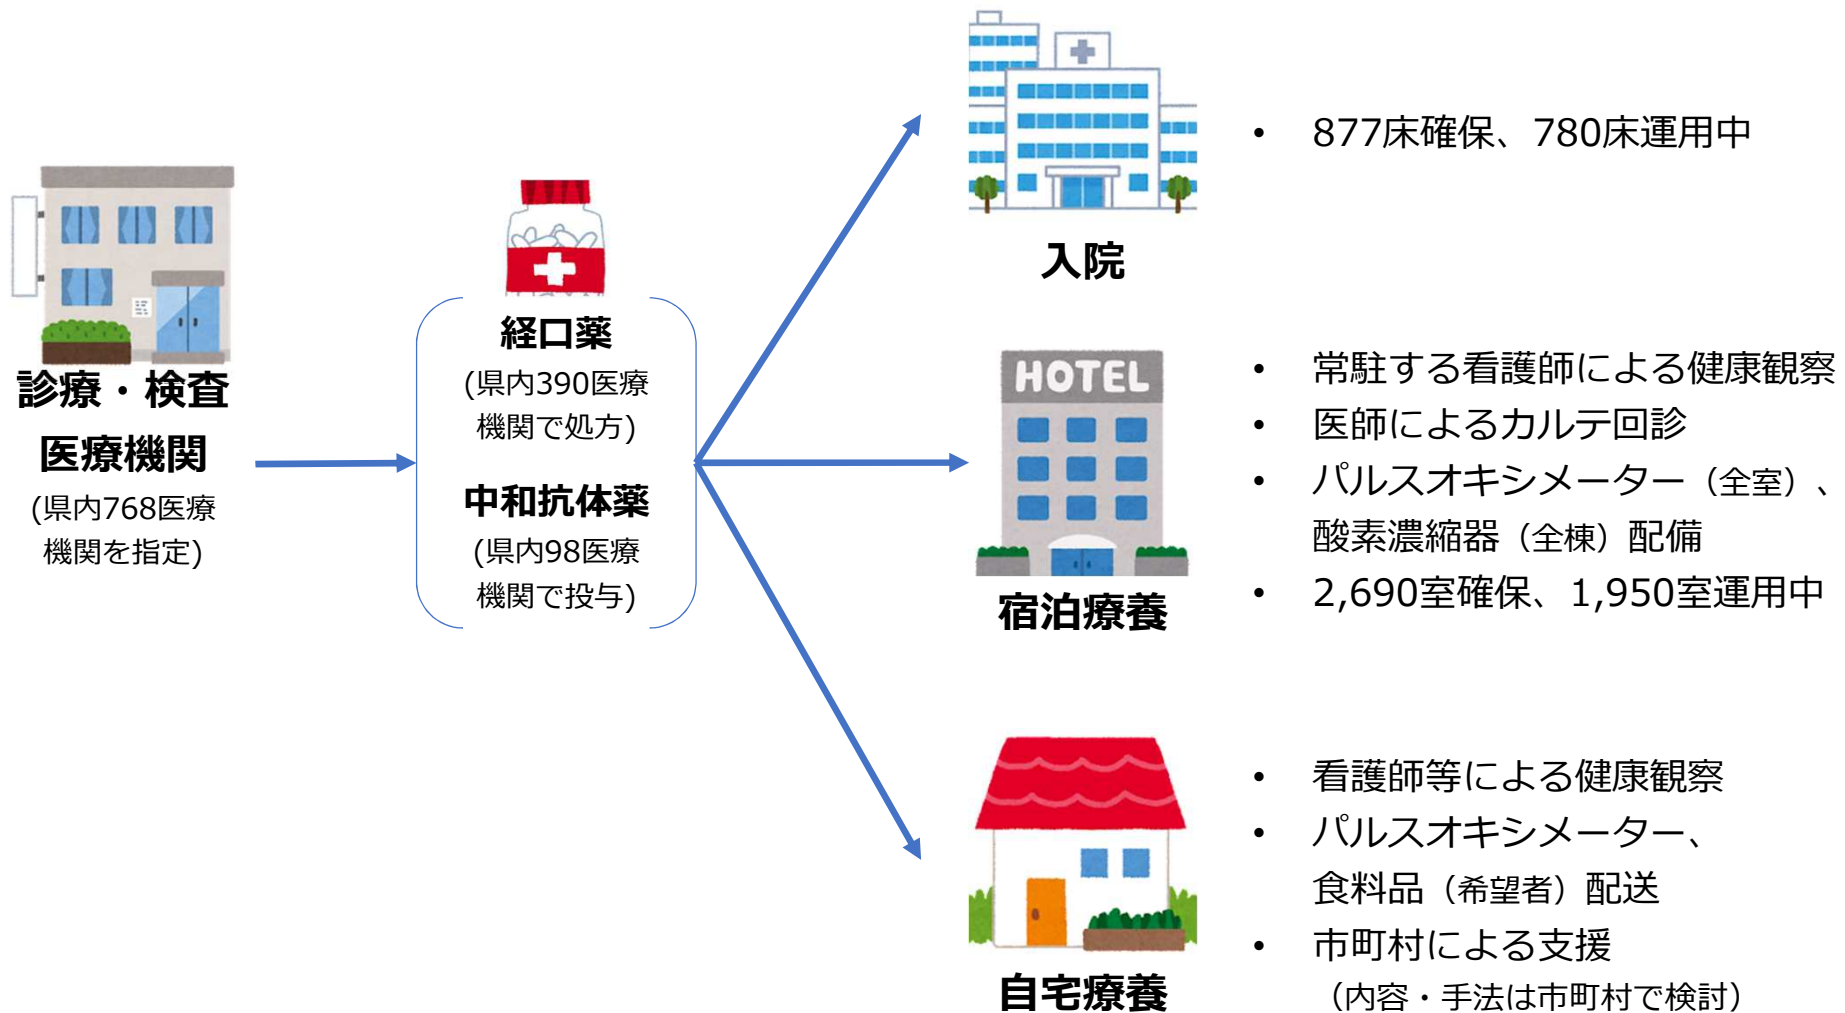 診療・検査
医療機関
(県内768医療
機関を指定)
経口薬
(県内390医療
機関で処方)
中和抗体薬
(県内98医療
機関で投与)
入院
• 877床確保、780床運用中
HOTEL
宿泊療養
• 常駐する看護師による健康観察
• 医師によるカルテ回診
• パルスオキシメーター（全室）、
酸素濃縮器（全棟）配備
• 2,690室確保、1,950室運用中
自宅療養
• 看護師等による健康観察
• パルスオキシメーター、
食料品（希望者）配送
• 市町村による支援
（内容・手法は市町村で検討）